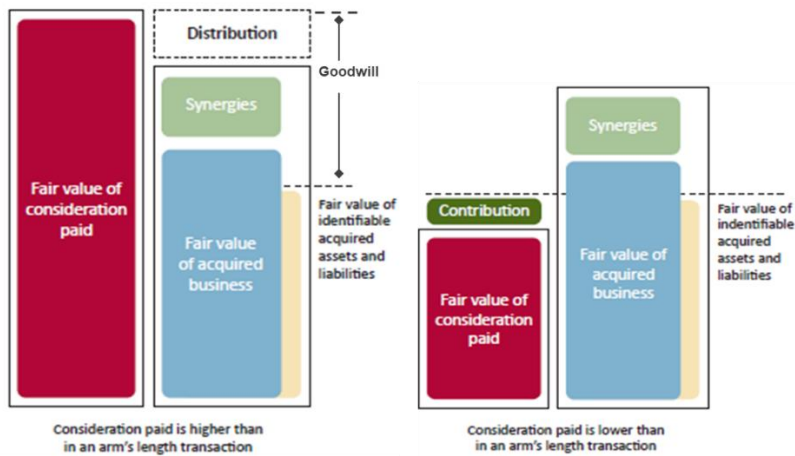 Distribution
Goodwill
Synergies
Fair value of
consideration
paid
Fair value
of acquired
business
Fair value of
identifiable
acquired
assets and
liabilities
Consideration paid is higher than
in an arm's length transaction
Synergies
Contribution
Fair value of
consideration
paid
Fair value of
acquired
business
Fair value of
indentifiable
acquired
assets and
liabilities
Consideration paid is lower than
in an arm's length transaction